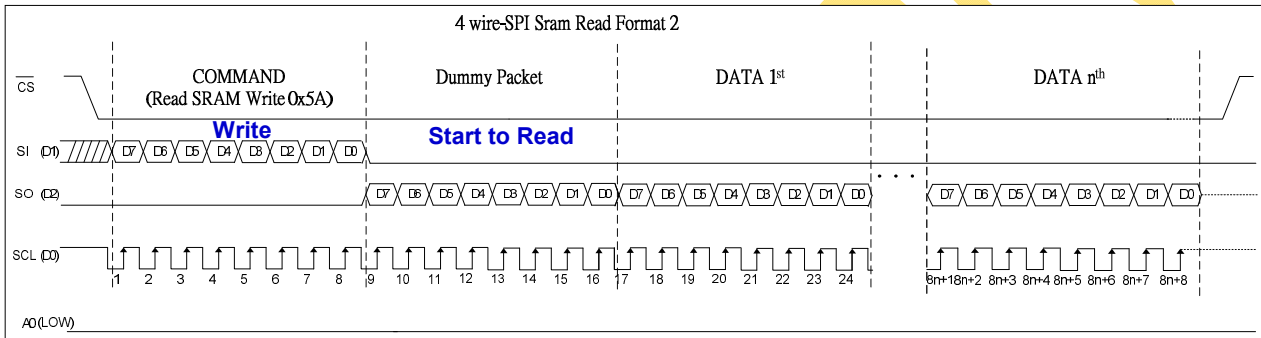 4 wire-SPI Sram Read Format 2
COMMAND
(Read SRAM Write 0x5A)
Dummy Packet
DATA 1st
DATA nth
CS
Write
Start to Read
SI (D1) D7 D6 D5 D4 D3 D2 D1 D0
. . .
SO (D2) D7 D6 D5 D4 D3 D2 D1 D0 D7 D6 D5 D4 D3 D2 D1 D0 D7 D6 D5 D4 D3 D2 D1 D0
SCL (D0)
1 2 3 4 5 6 7 8 9 10 11 12 13 14 15 16 17 18 19 20 21 22 23 24 8n+1 8n+2 8n+3 8n+4 8n+5 8n+6 8n+7 8n+8
A0 (LOW)